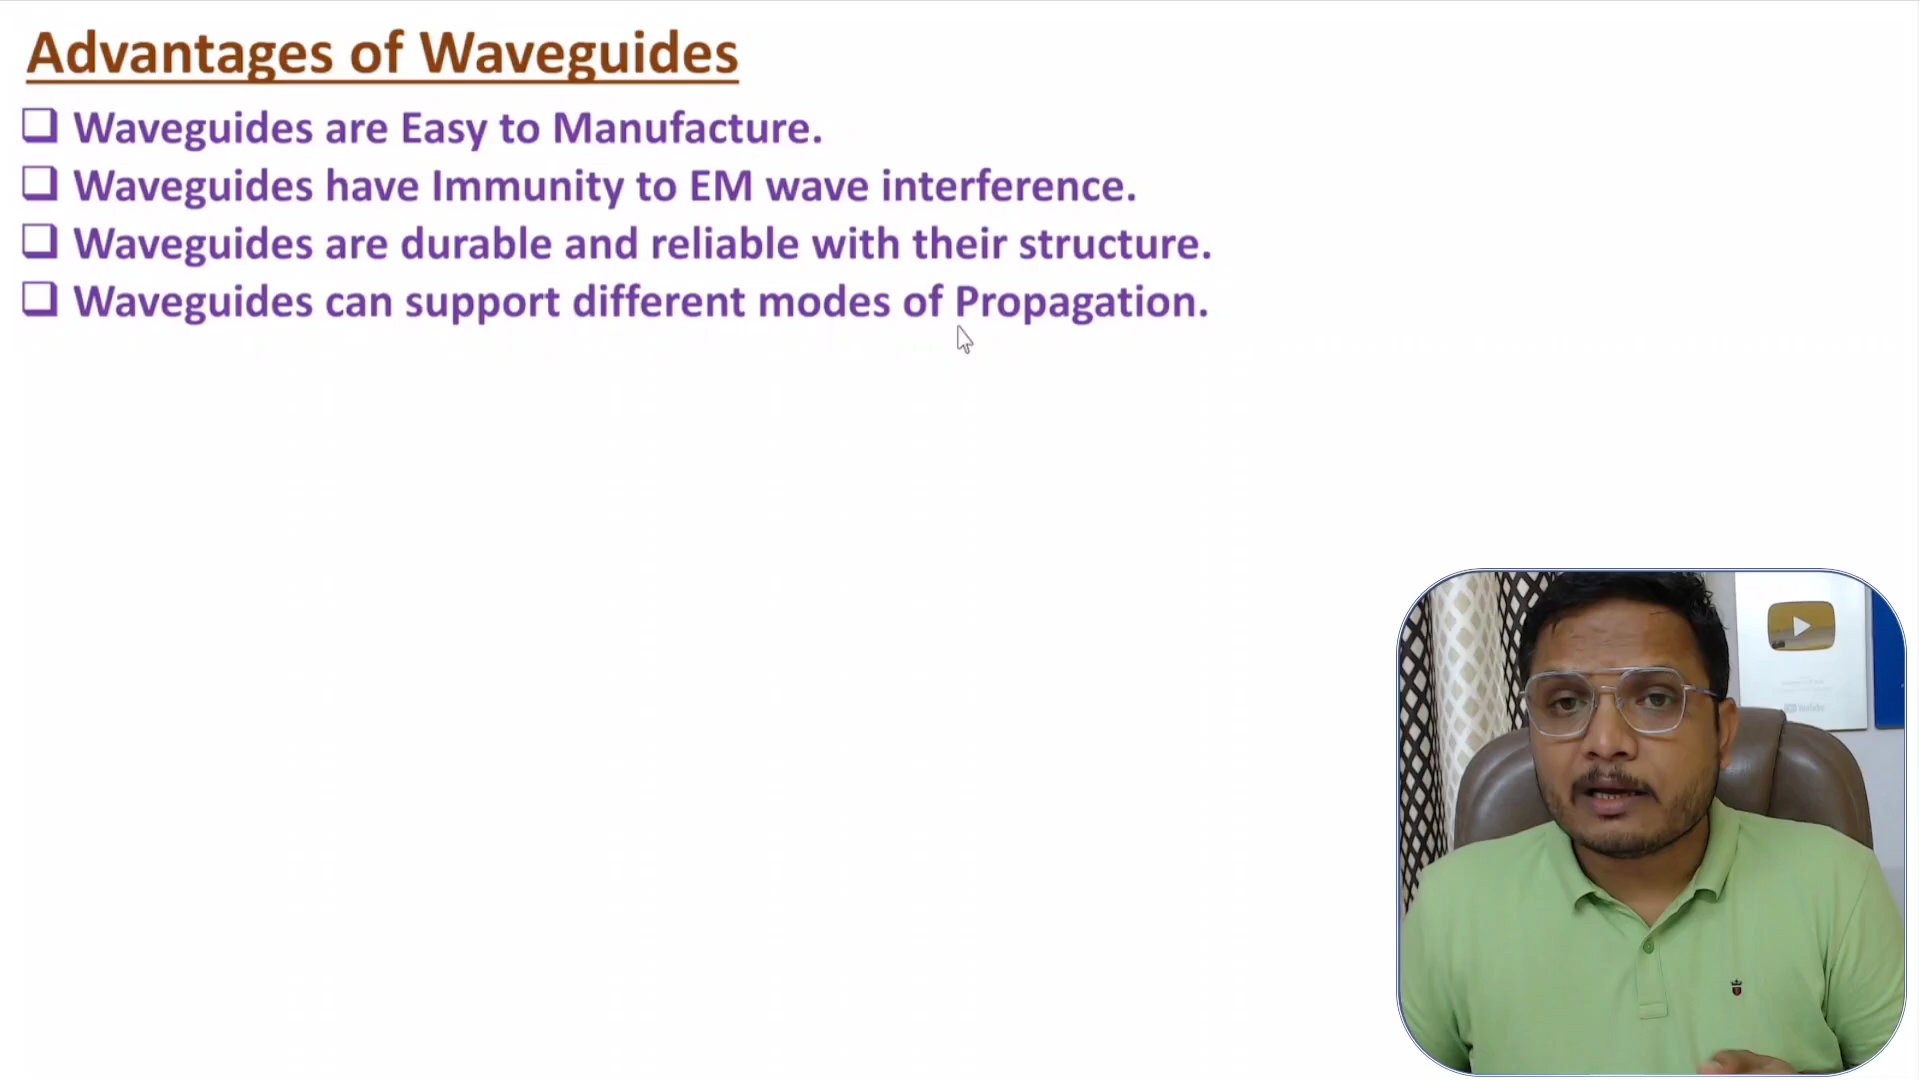 Advantages of Waveguides
Waveguides are Easy to Manufacture.
Waveguides have Immunity to EM wave interference.
Waveguides are durable and reliable with their structure.
Waveguides can support different modes of Propagation.